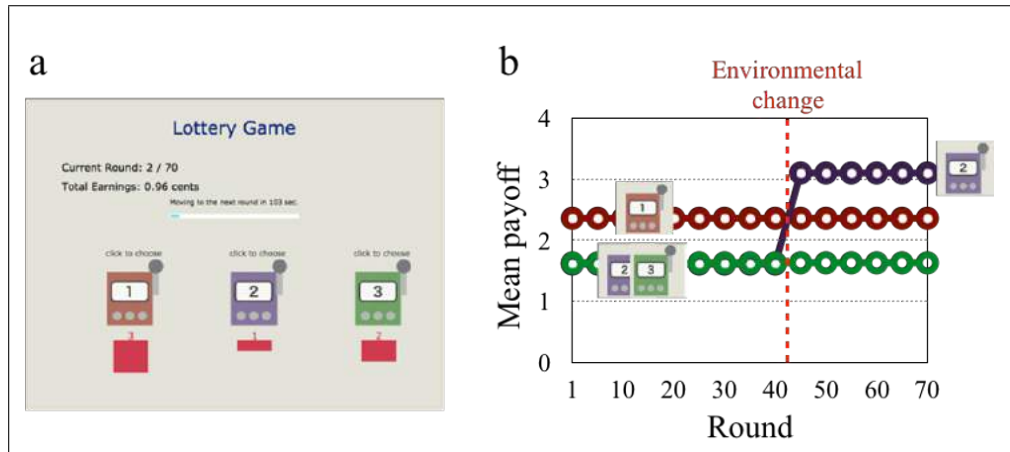 a
Lottery Game
Current Round: 2 / 70
Total Earnings: 0.96 cents
Moving to the next round in 103 sec.
click to choose click to choose click to choose
1 2 3
3 1 2
b
Environmental
change
Mean payoff
4
3
2
1
0
1
2 3
2
1 10 20 30 40 50 60 70
Round